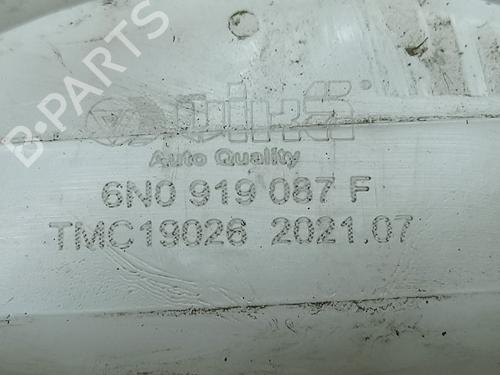 B-PARTS
Auto Quality
6N0 919 087 F
TMC19026 2021.07